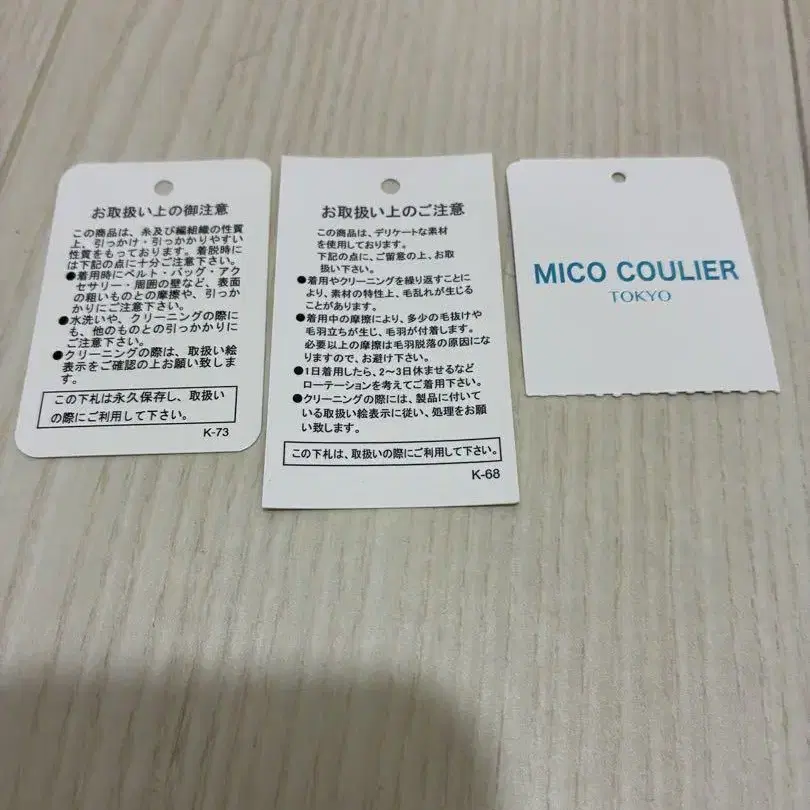 お取扱い上の御注意
この商品は、糸及び編組織の性質
上、引っかけ・引っかかりやすい
性質をもっております。着脱時に
は下記の点に十分ご注意下さい。
●着用時にベルト・バッグ・アク
セサリー・周囲の壁など、表面
の粗いものとの摩擦や、引っか
かりにご注意下さい。
●水洗いや、クリーニングの際に
も、他のものとの引っかかりに
ご注意下さい。
●クリーニングの際は、取扱い絵
表示をご確認の上お願い致しま
す。
この下札は永久保存し、取扱い
の際にご利用して下さい。
K-73
お取扱い上のご注意
この商品は、デリケートな素材
を使用しております。
下記の点に、ご留意の上、お取
扱い下さい。
●着用やクリーニングを繰り返すことに
より、素材の特性上、毛乱れが生じる
ことがあります。
●着用中の摩擦により、多少の毛抜けや
毛羽立ちが生じ、毛羽が付着します。
必要以上の摩擦は毛羽脱落の原因にな
りますので、お避け下さい。
●1日着用したら、2〜3日休ませるなど
ローテーションを考えてご着用下さい。
●クリーニングの際には、製品に付いて
いる取扱い絵表示に従い、処理をお願
い致します。
この下札は、取扱いの際にご利用して下さい。
K-68
MICO COULIER
TOKYO